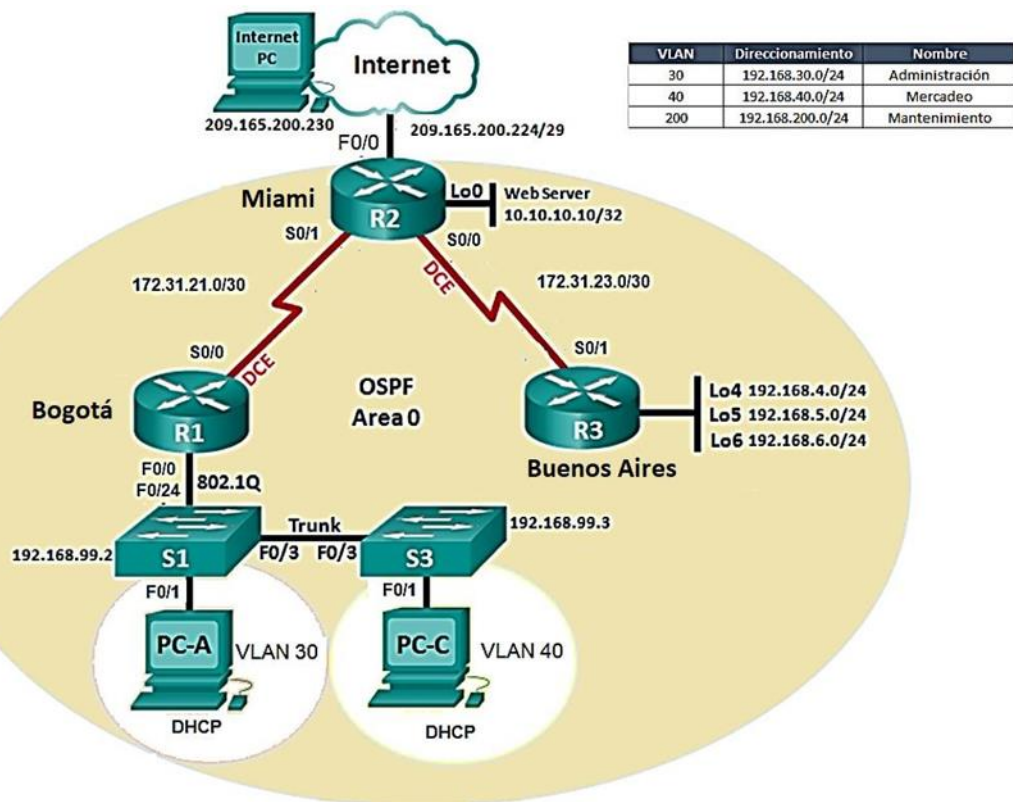 Internet
PC
Internet
209.165.200.230
209.165.200.224/29
F0/0
VLAN Direccionamiento Nombre
30 192.168.30.0/24 Administración
40 192.168.40.0/24 Mercadeo
200 192.168.200.0/24 Mantenimiento
Miami
Lo0
Web Server
10.10.10.10/32
R2
S0/1
S0/0
DCE
172.31.21.0/30
172.31.23.0/30
S0/0
DCE
S0/1
OSPF
Area 0
Bogotá
R1
R3
Lo4 192.168.4.0/24
Lo5 192.168.5.0/24
Lo6 192.168.6.0/24
Buenos Aires
F0/0
F0/24
802.1Q
192.168.99.2
S1
Trunk
F0/3 F0/3
S3
192.168.99.3
F0/1
F0/1
PC-A
VLAN 30
DHCP
PC-C
VLAN 40
DHCP